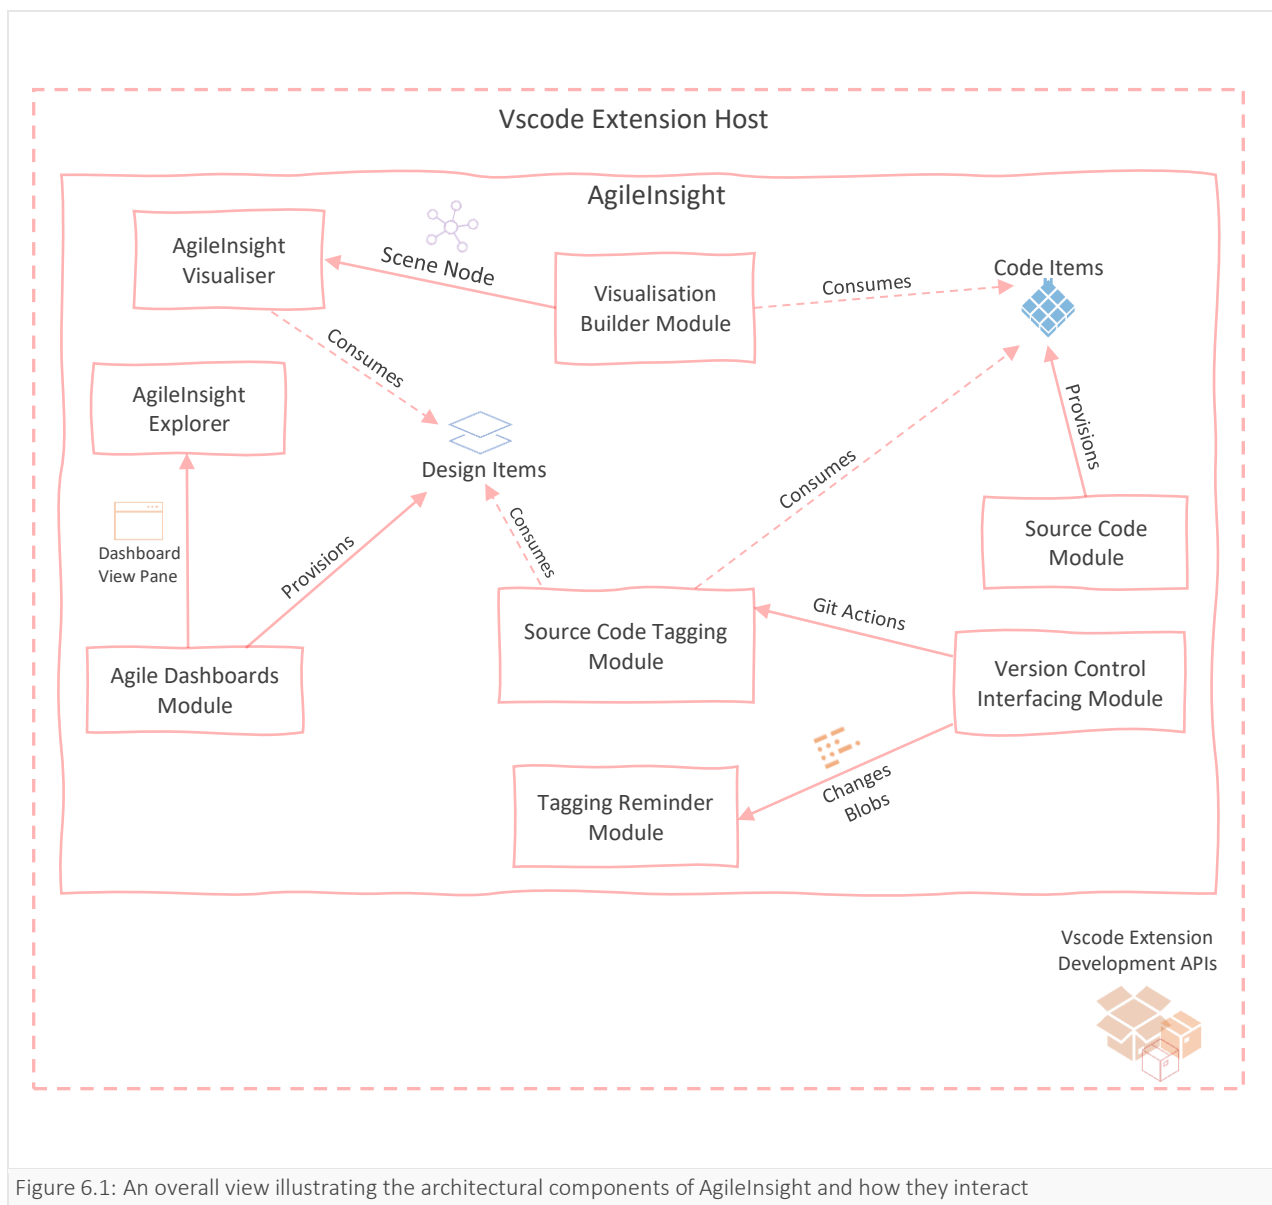 Vscode Extension Host
AgileInsight
AgileInsight
Visualiser
Scene Node
Visualisation
Builder Module
Consumes
Code Items
Consumes
AgileInsight
Explorer
Design Items
Consumes
Provisions
Dashboard
View Pane
Provisions
Consumes
Source Code
Module
Agile Dashboards
Module
Source Code Tagging
Module
Git Actions
Version Control
Interfacing Module
Tagging Reminder
Module
Changes
Blobs
Vscode Extension
Development APIs
Figure 6.1: An overall view illustrating the architectural components of AgileInsight and how they interact